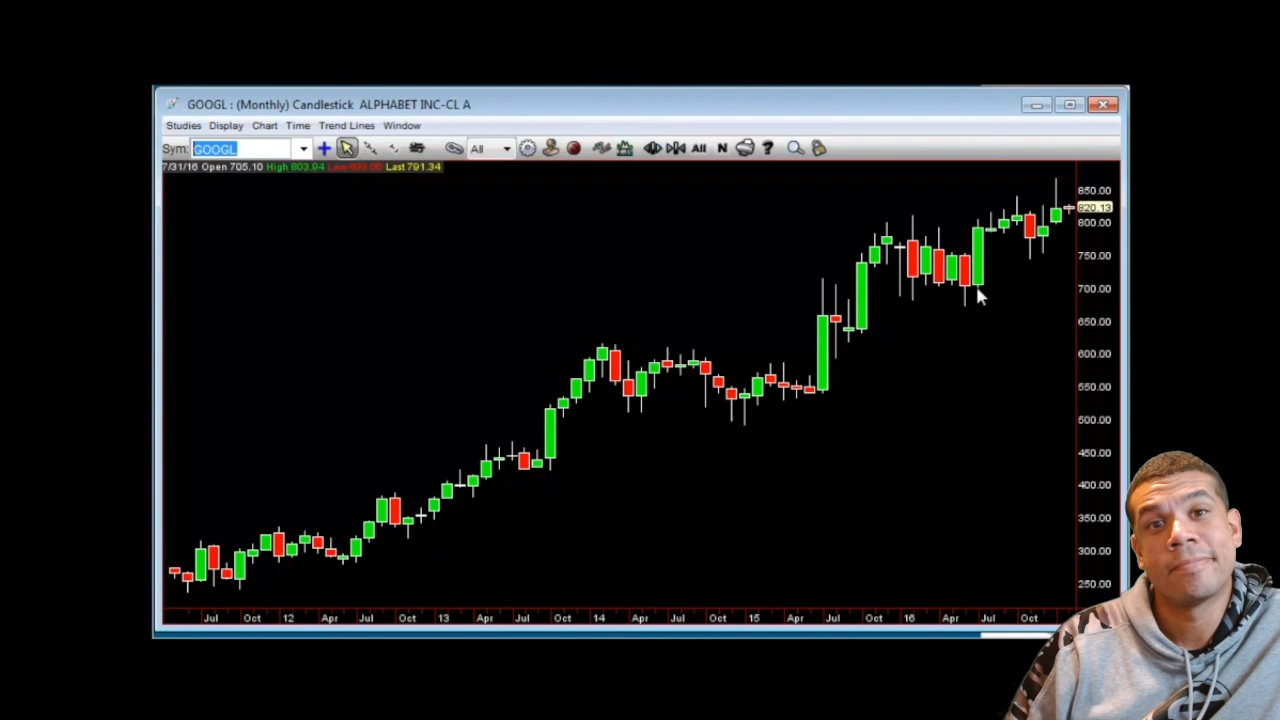 GOOGL : (Monthly) Candlestick ALPHABET INC-CL A
Studies Display Chart Time Trend Lines Window
Sym: GOOGL All All N ?
7/31/16 Open 705.10 High 803.94 Last 791.34
850.00
820.13
800.00
750.00
700.00
650.00
600.00
550.00
500.00
450.00
400.00
350.00
300.00
250.00
Jul Oct 12 Apr Jul Oct 13 Apr Jul Oct 14 Apr Jul Oct 15 Apr Jul Oct 16 Apr Jul Oct